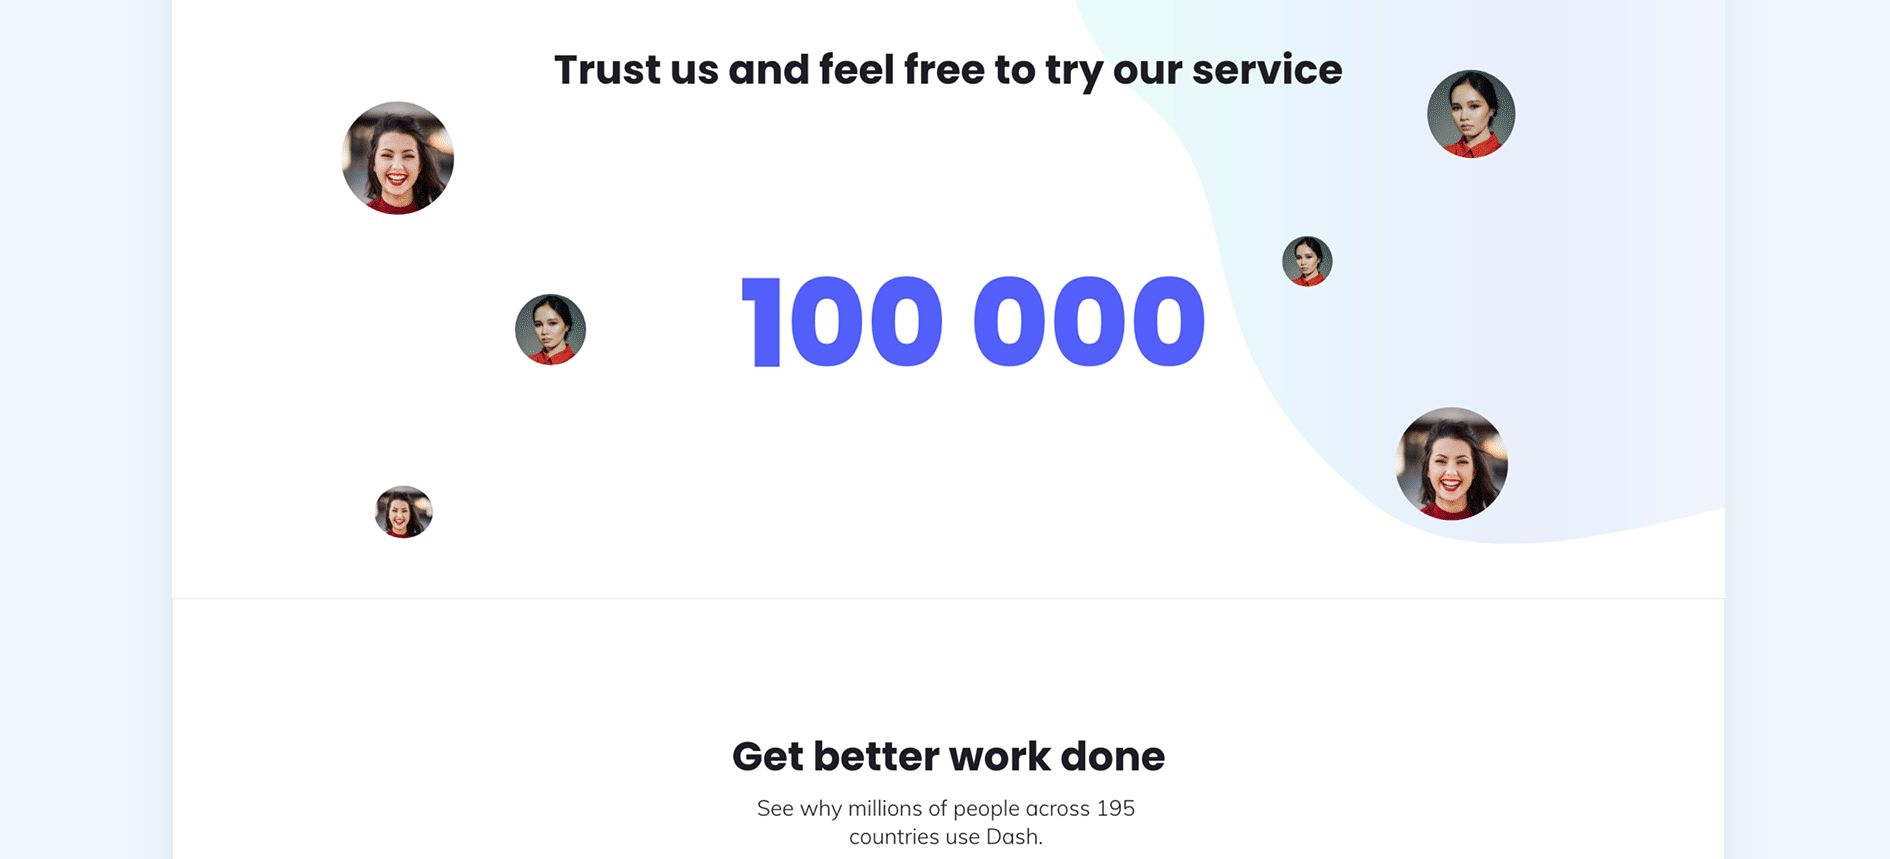 Trust us and feel free to try our service
100 000
Get better work done
See why millions of people across 195
countries use Dash.